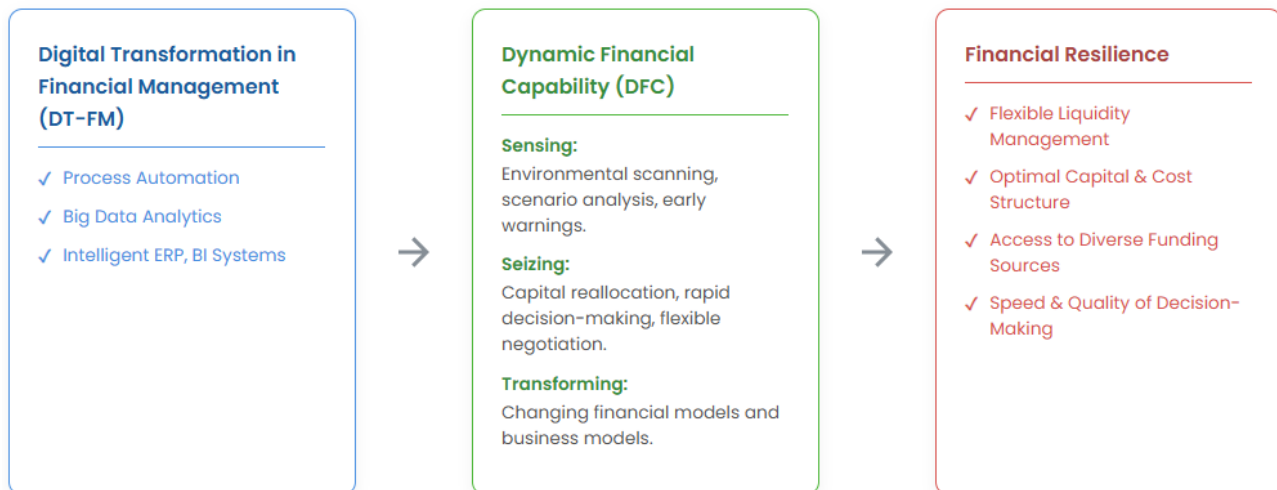 Digital Transformation in
Financial Management
(DT-FM)
✓ Process Automation
✓ Big Data Analytics
✓ Intelligent ERP, BI Systems
→
Dynamic Financial
Capability (DFC)
Sensing:
Environmental scanning,
scenario analysis, early
warnings.
Seizing:
Capital reallocation, rapid
decision-making, flexible
negotiation.
Transforming:
Changing financial models and
business models.
→
Financial Resilience
✓ Flexible Liquidity
Management
✓ Optimal Capital & Cost
Structure
✓ Access to Diverse Funding
Sources
✓ Speed & Quality of Decision-
Making